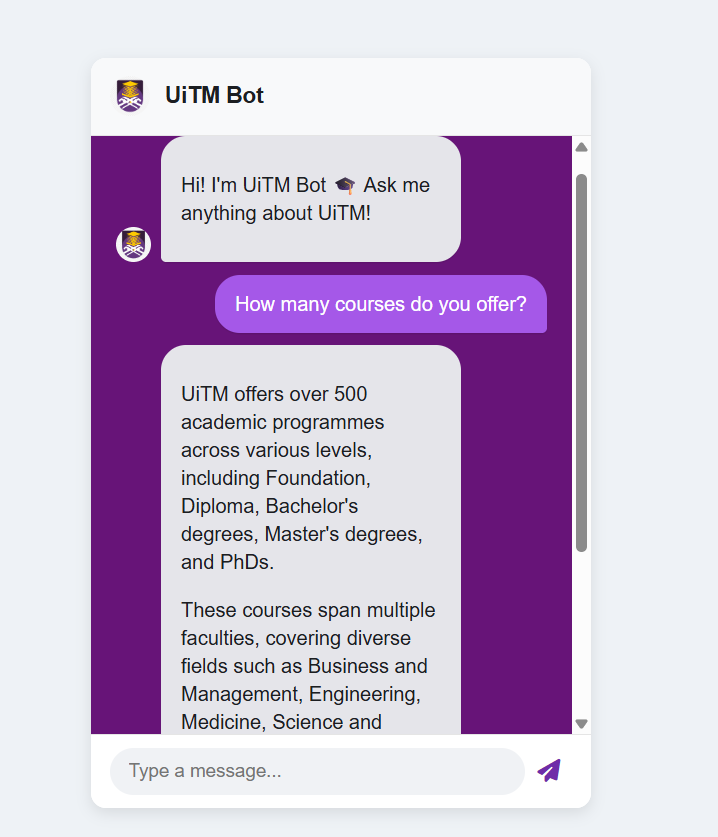 UiTM Bot
Hi! I'm UiTM Bot 🎓 Ask me
anything about UiTM!
How many courses do you offer?
UiTM offers over 500
academic programmes
across various levels,
including Foundation,
Diploma, Bachelor's
degrees, Master's degrees,
and PhDs.
These courses span multiple
faculties, covering diverse
fields such as Business and
Management, Engineering,
Medicine, Science and
Type a message...